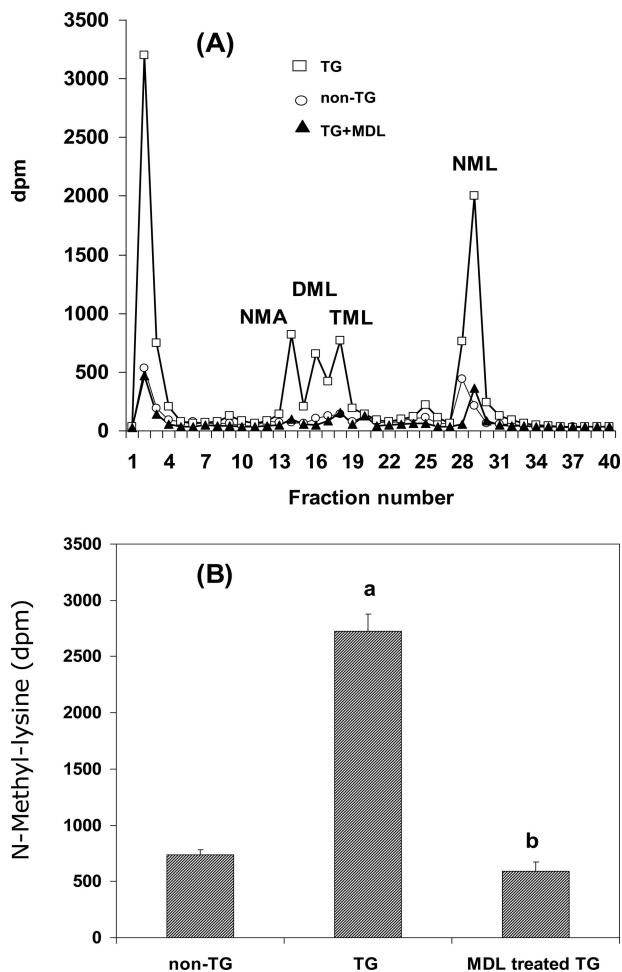 (A)
3500
3000
2500
2000
1500
1000
500
0
dpm
TG
non-TG
TG+MDL
NML
DML
NMA
TML
1 4 7 10 13 16 19 22 25 28 31 34 37 40
Fraction number
(B)
3500
3000
2500
2000
1500
1000
500
0
N-Methyl-lysine (dpm)
a
b
non-TG TG MDL treated TG